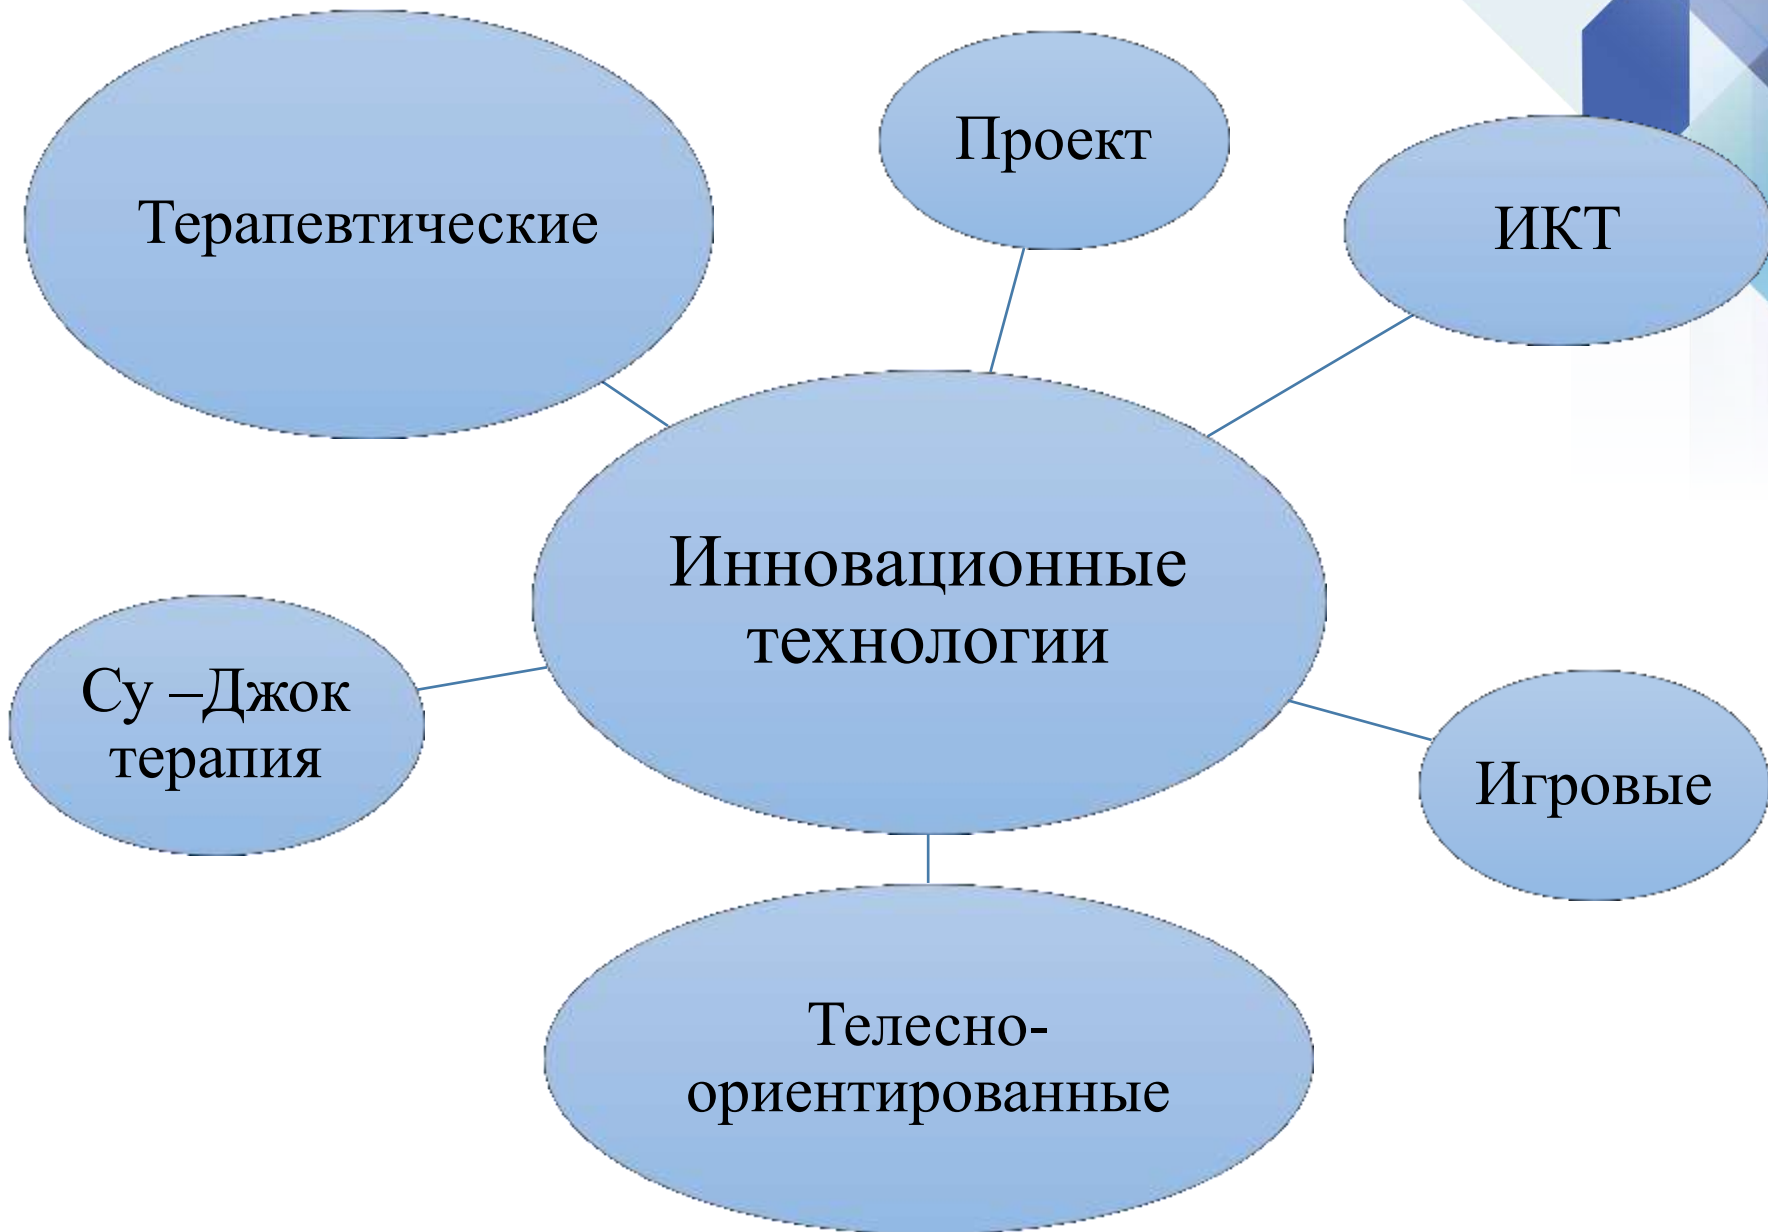 Терапевтические
Проект
ИКТ
Инновационные
технологии
Су –Джок
терапия
Игровые
Телесно-
ориентированные